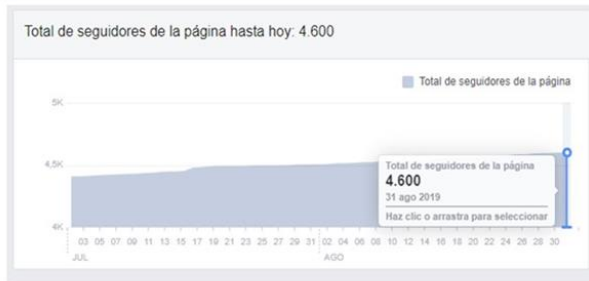 Total de seguidores de la página hasta hoy: 4.600
Total de seguidores de la página
5K
4,5K
4K
Total de seguidores de la página
4.600
31 ago 2019
Haz clic o arrastra para seleccionar
03 05 07 09 11 13 15 17 19 21 23 25 27 29 31 02 04 06 08 10 12 14 16 18 20 22 24 26 28 30
JUL AGO